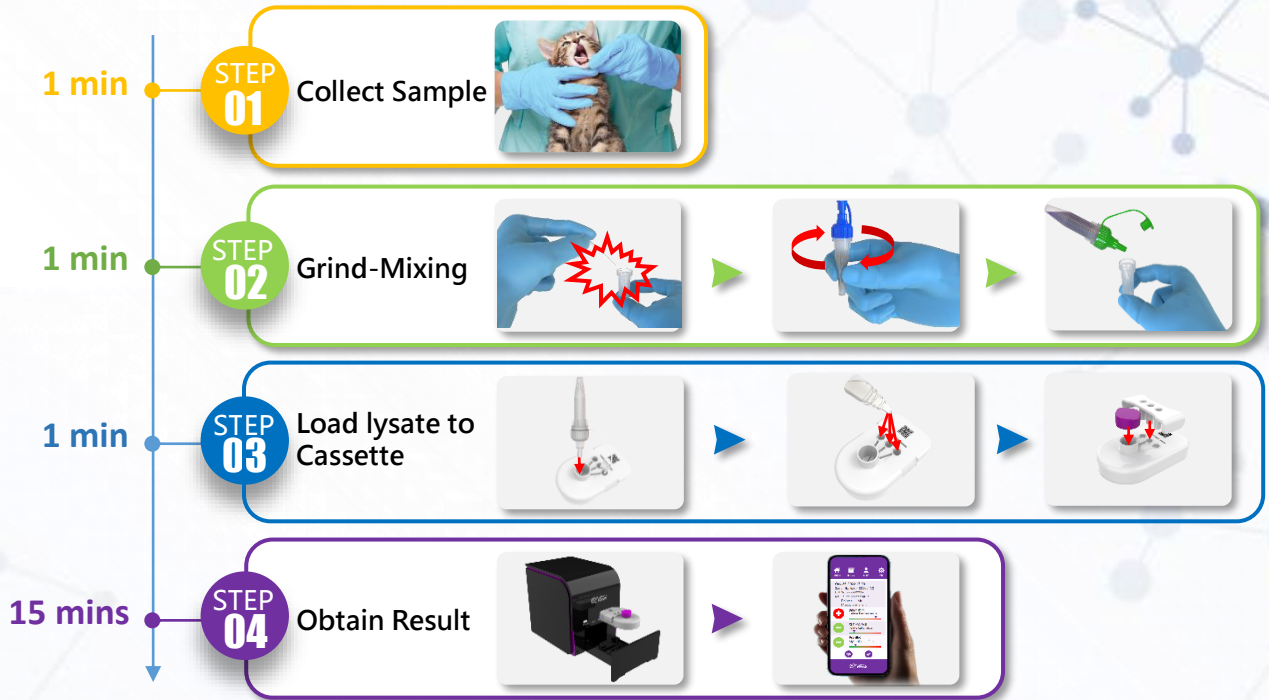 1 min
STEP
01
Collect Sample
1 min
STEP
02
Grind-Mixing
1 min
STEP
03
Load lysate to
Cassette
15 mins
STEP
04
Obtain Result